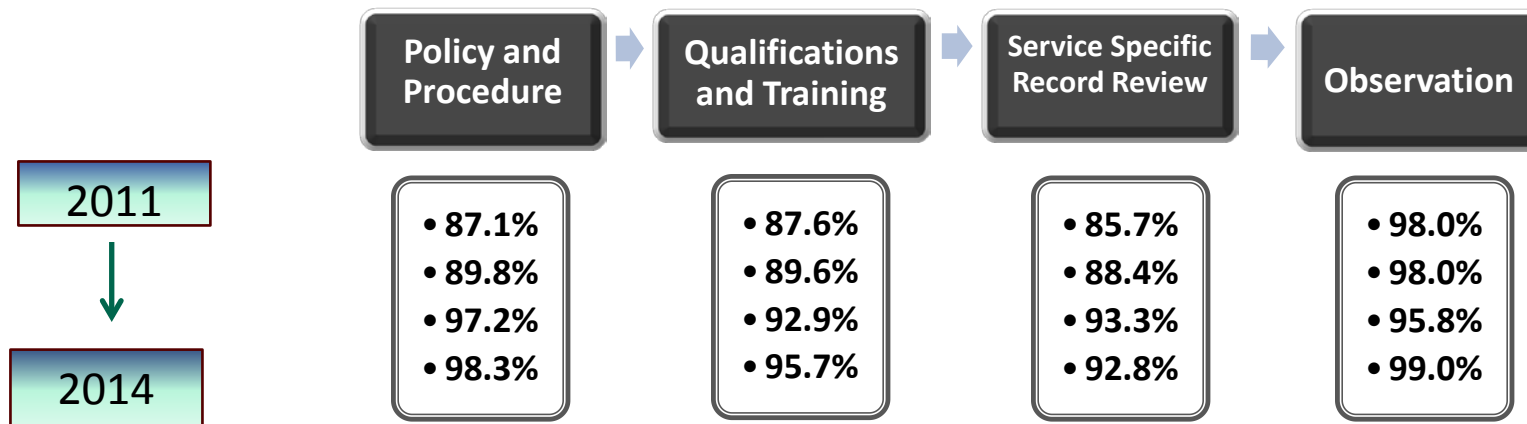 Policy and
Procedure
Qualifications
and Training
Service Specific
Record Review
Observation
2011
2014
• 87.1%
• 89.8%
• 97.2%
• 98.3%
• 87.6%
• 89.6%
• 92.9%
• 95.7%
• 85.7%
• 88.4%
• 93.3%
• 92.8%
• 98.0%
• 98.0%
• 95.8%
• 99.0%